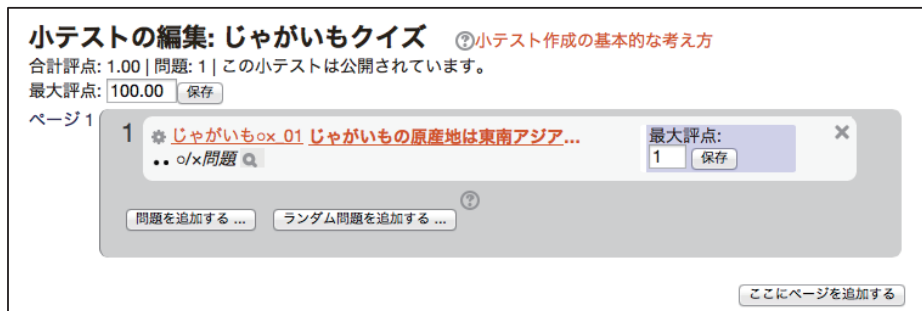 小テストの編集: じゃがいもクイズ ?小テスト作成の基本的な考え方
合計評点: 1.00 | 問題: 1 | この小テストは公開されています。
最大評点: 100.00 保存
ページ 1
1 じゃがいも○×_01 じゃがいもの原産地は東南アジア...
○/×問題
最大評点:
1 保存
?
問題を追加する ... ランダム問題を追加する ...
ここにページを追加する